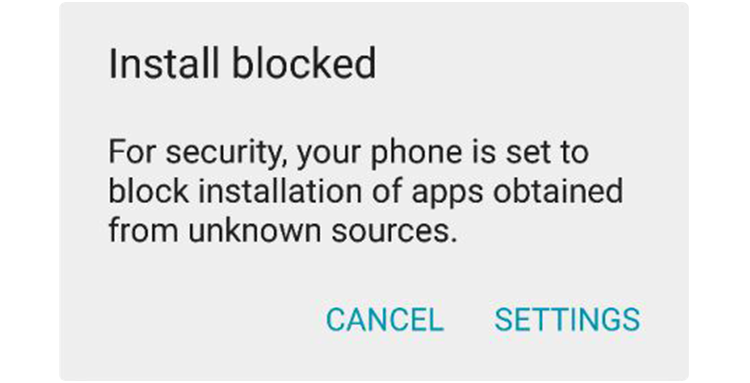 Install blocked
For security, your phone is set to
block installation of apps obtained
from unknown sources.
CANCEL SETTINGS